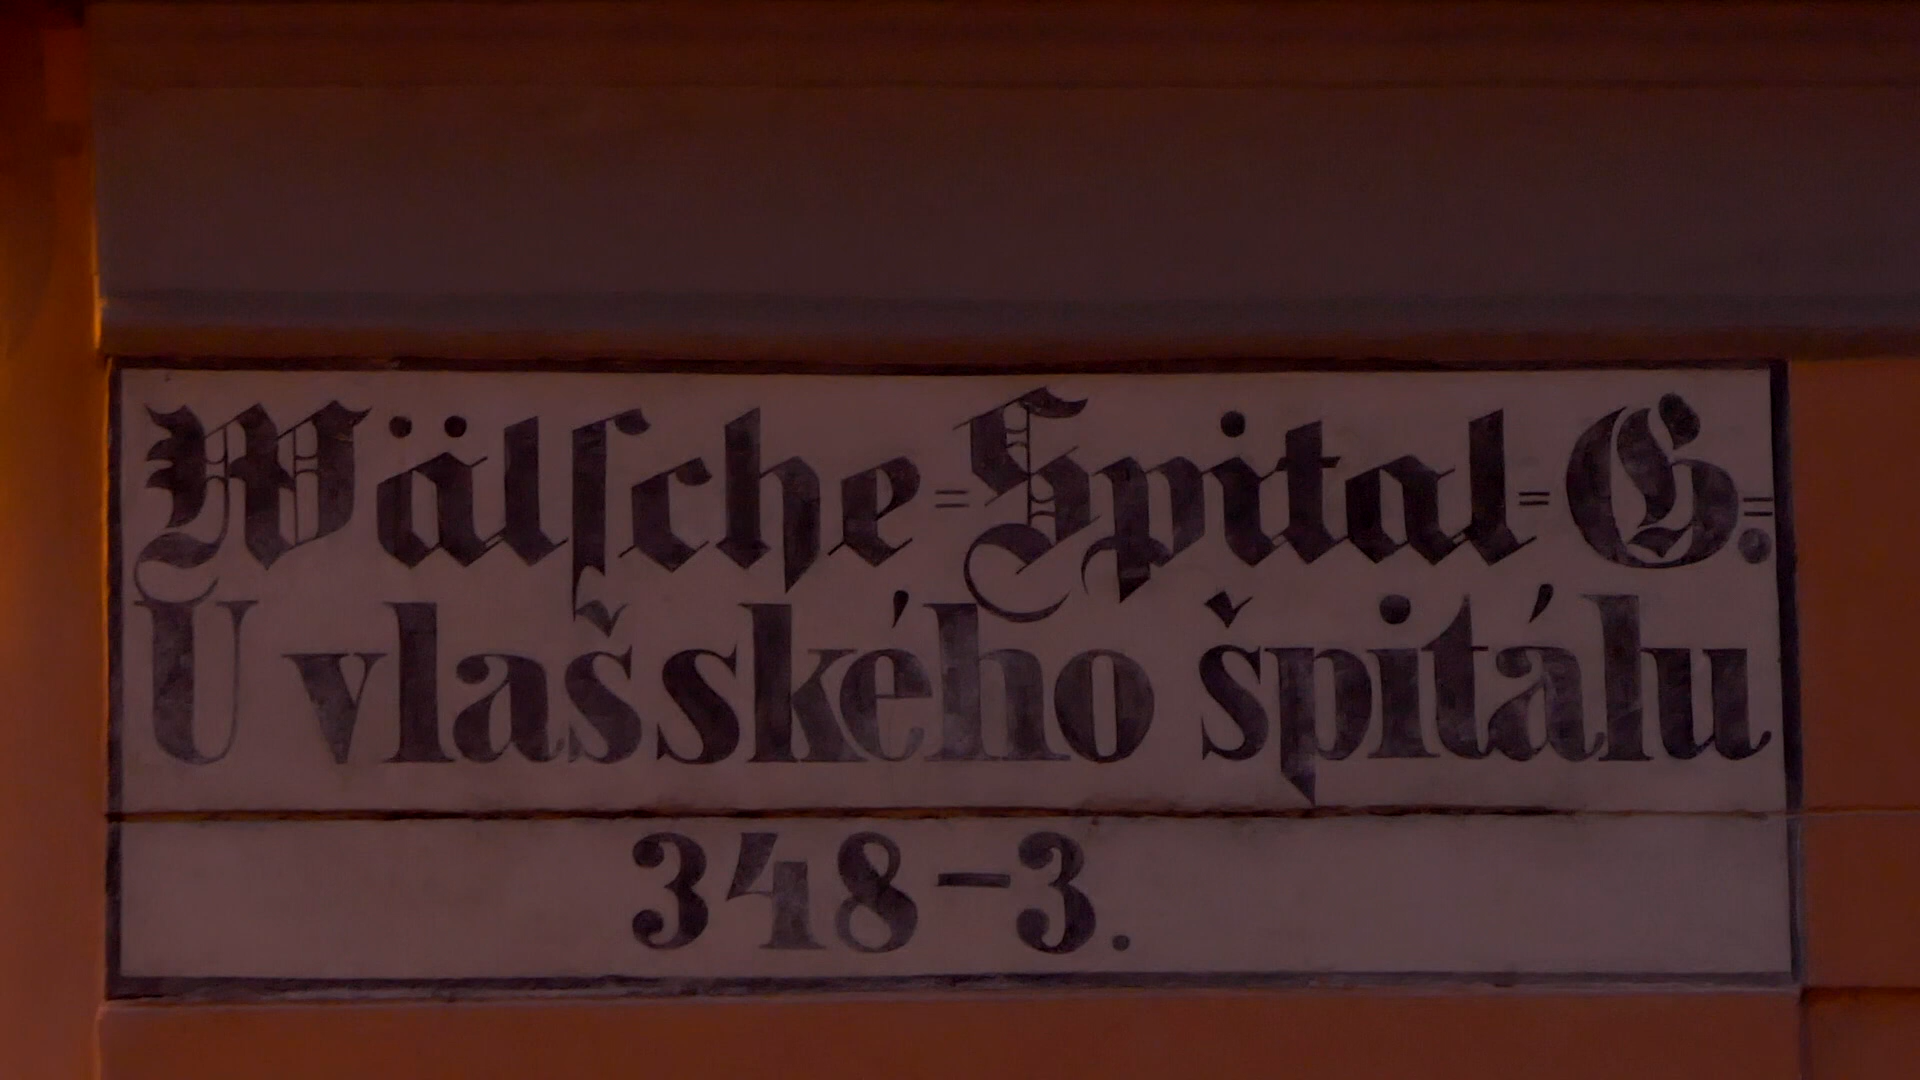 Wälſche=Spital=G.=
U vlašského špitálu
348-3.